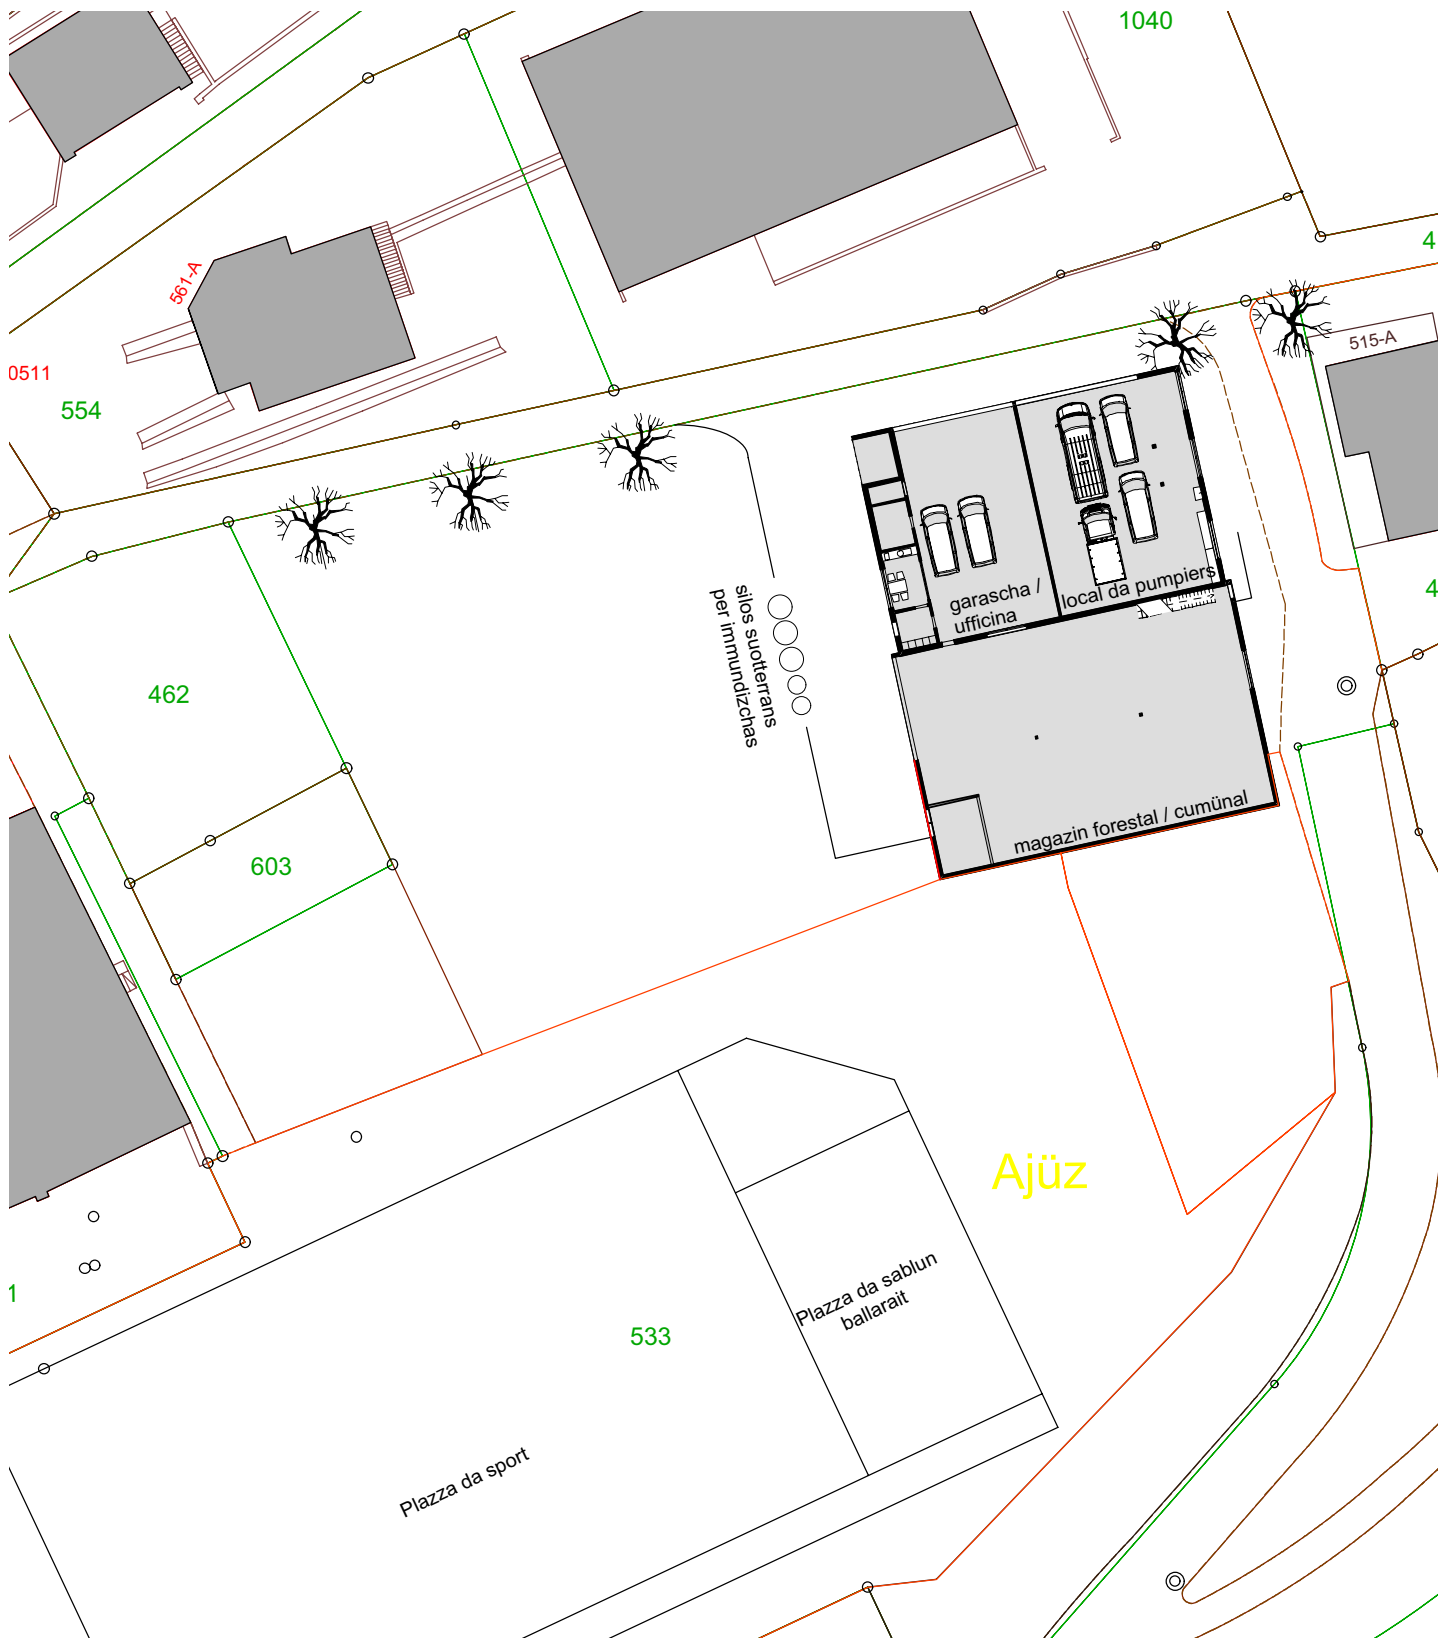 1040
4
561-A
515-A
0511
554
silos suotterrans
per immundizchas
garascha /
ufficina
local da pumpiers
4
462
magazin forestal / cumünal
603
Ajüz
Plazza da sablun
ballarait
1
533
Plazza da sport